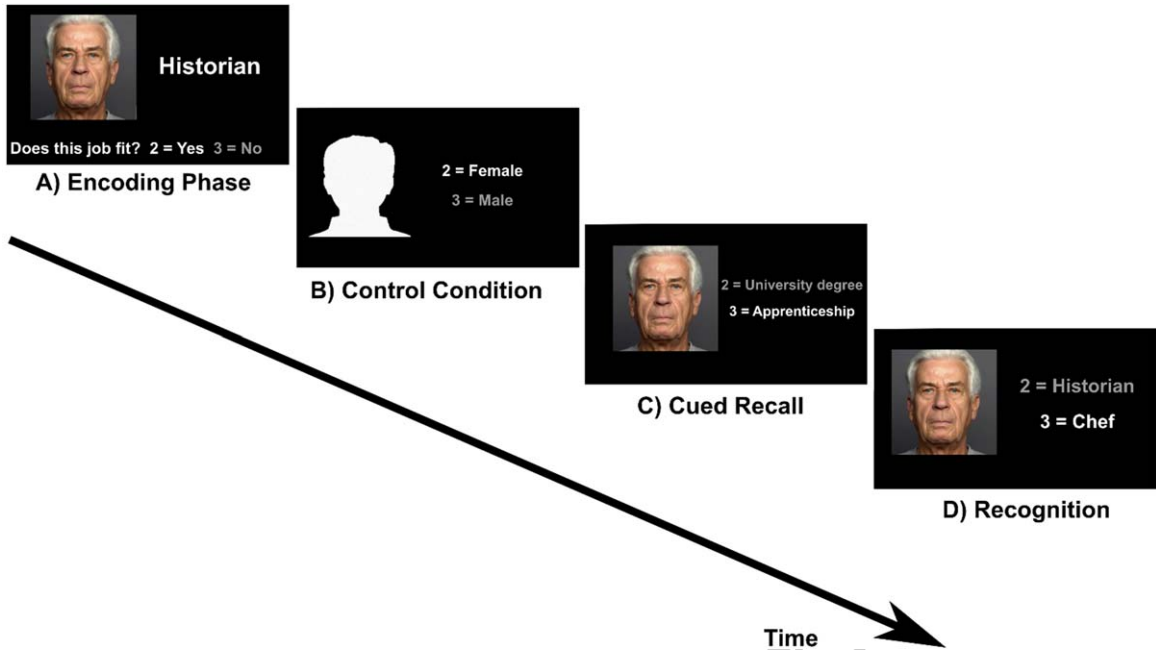 Historian
Does this job fit? 2 = Yes 3 = No
A) Encoding Phase
2 = Female
3 = Male
B) Control Condition
2 = University degree
3 = Apprenticeship
C) Cued Recall
2 = Historian
3 = Chef
D) Recognition
Time